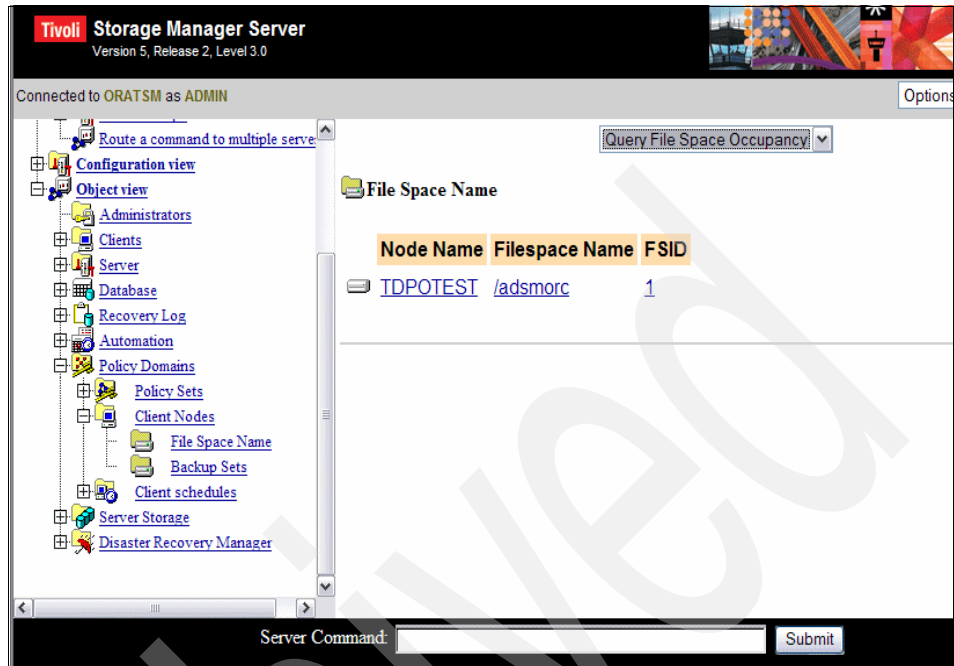 Tivoli Storage Manager Server
Version 5, Release 2, Level 3.0
Connected to ORATSM as ADMIN
Options
Route a command to multiple serve
Configuration view
Object view
Administrators
Clients
Server
Database
Recovery Log
Automation
Policy Domains
Policy Sets
Client Nodes
File Space Name
Backup Sets
Client schedules
Server Storage
Disaster Recovery Manager
Query File Space Occupancy
File Space Name
Node Name Filespace Name FSID
TDPOTEST /adsmorc 1
Server Command:
Submit